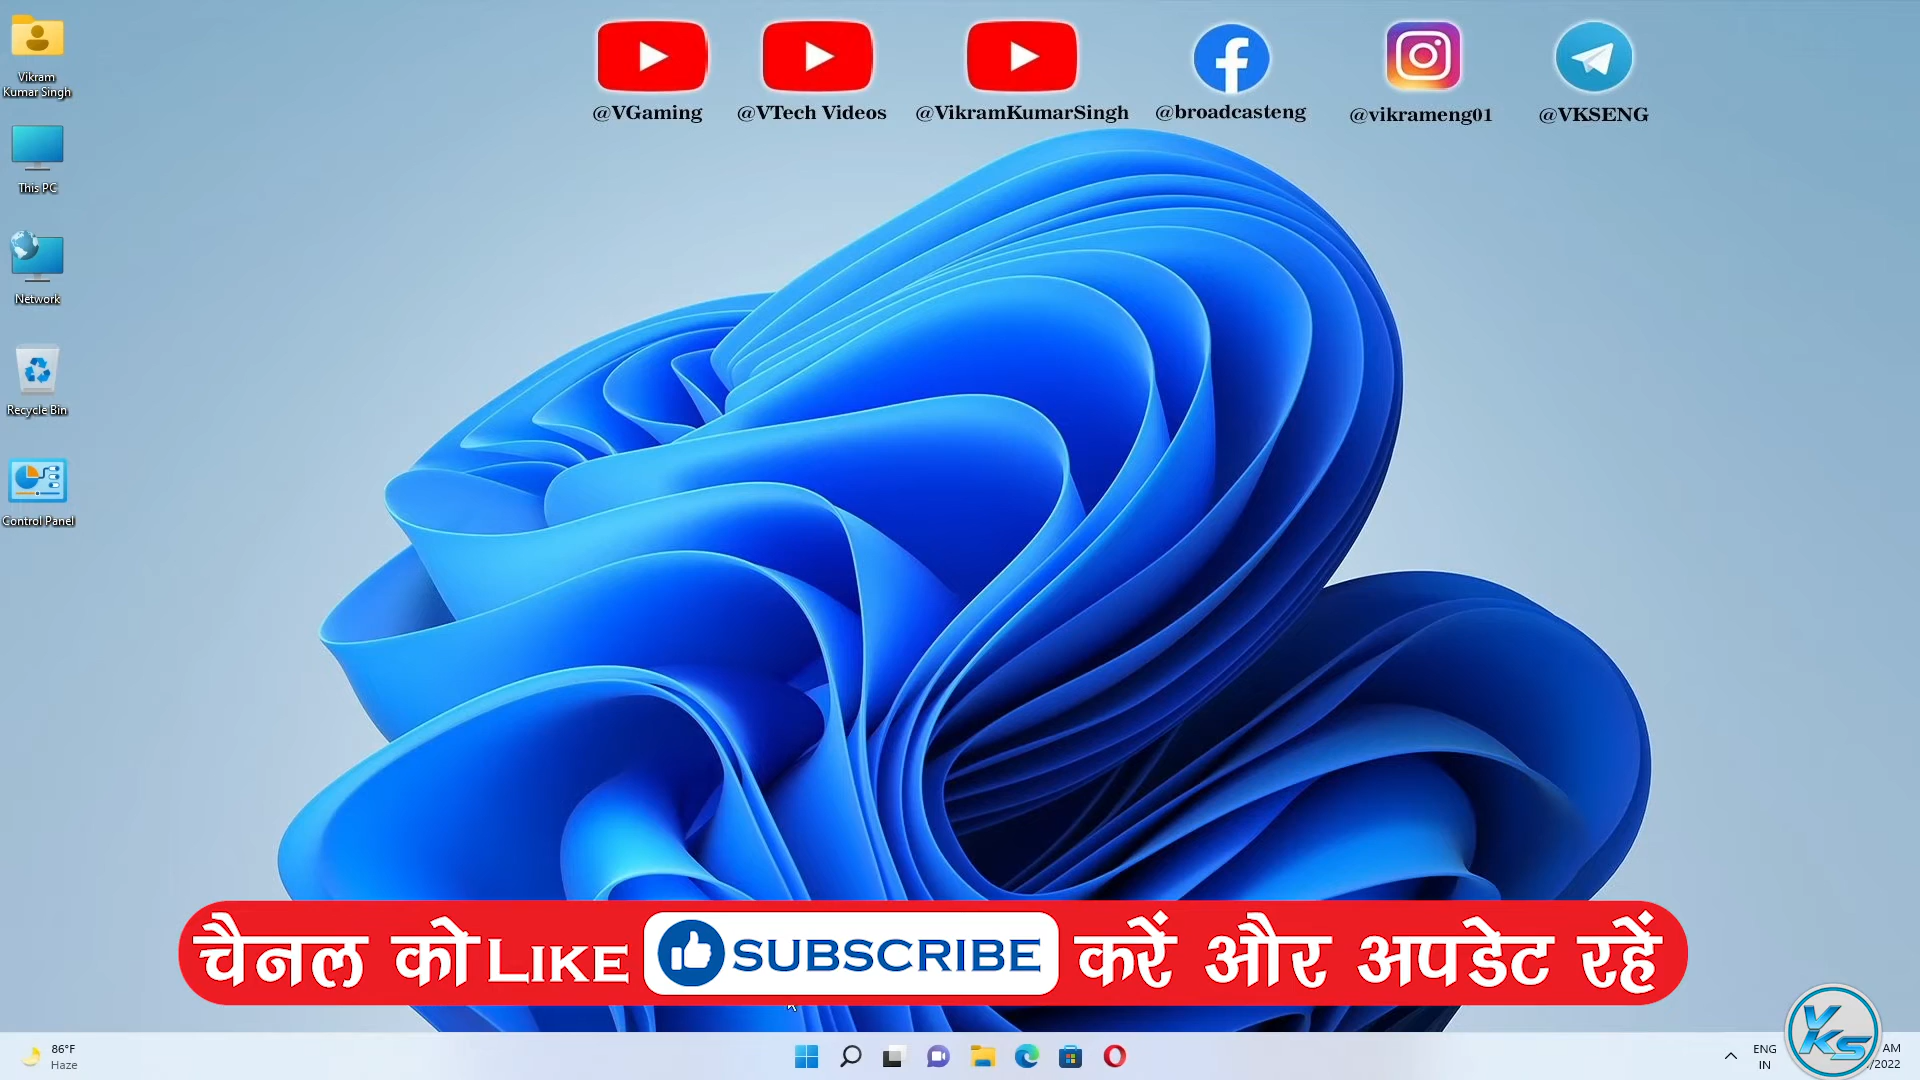 @VGaming
@VTech Videos
@VikramKumarSingh
@broadcasteng
@vikrameng01
@VKSENG
Vikram
Kumar Singh
This PC
Network
Recycle Bin
Control Panel
चैनल को LIKE SUBSCRIBE करें और अपडेट रहें
86°F
Haze
ENG
IN
VKS
AM
/2022